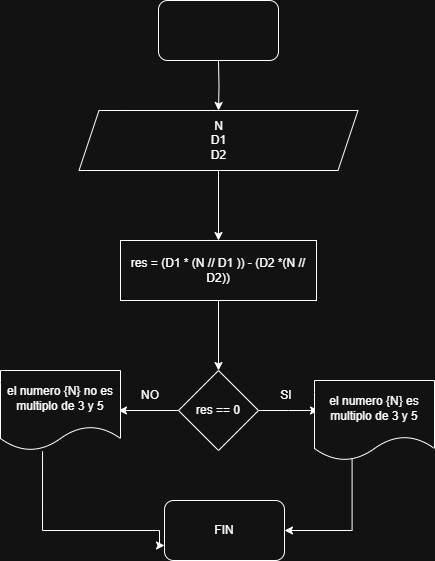 N
D1
D2
res = (D1 * (N // D1 )) - (D2 *(N //
D2))
el numero {N} no es
multiplo de 3 y 5
NO
res == 0
SI
el numero {N} es
multiplo de 3 y 5
FIN